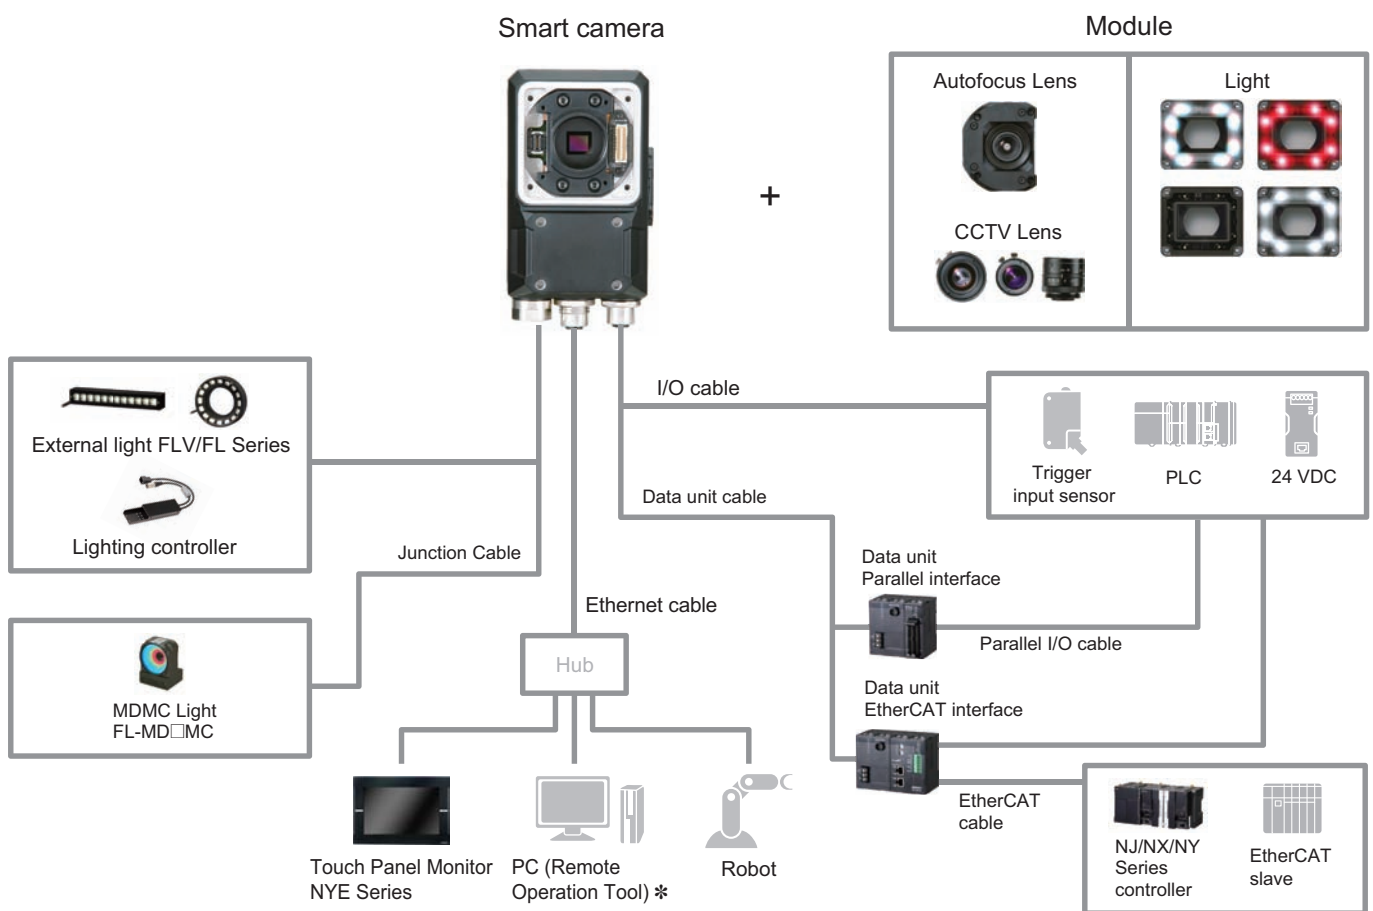 Smart camera
Module
Autofocus Lens
Light
+
CCTV Lens
I/O cable
External light FLV/FL Series
Trigger
input sensor
PLC
24 VDC
Data unit cable
Lighting controller
Junction Cable
Data unit
Parallel interface
Ethernet cable
Hub
Parallel I/O cable
MDMC Light
FL-MD□MC
Data unit
EtherCAT interface
EtherCAT
cable
Touch Panel Monitor
NYE Series
PC (Remote
Operation Tool) ✽
Robot
NJ/NX/NY
Series
controller
EtherCAT
slave